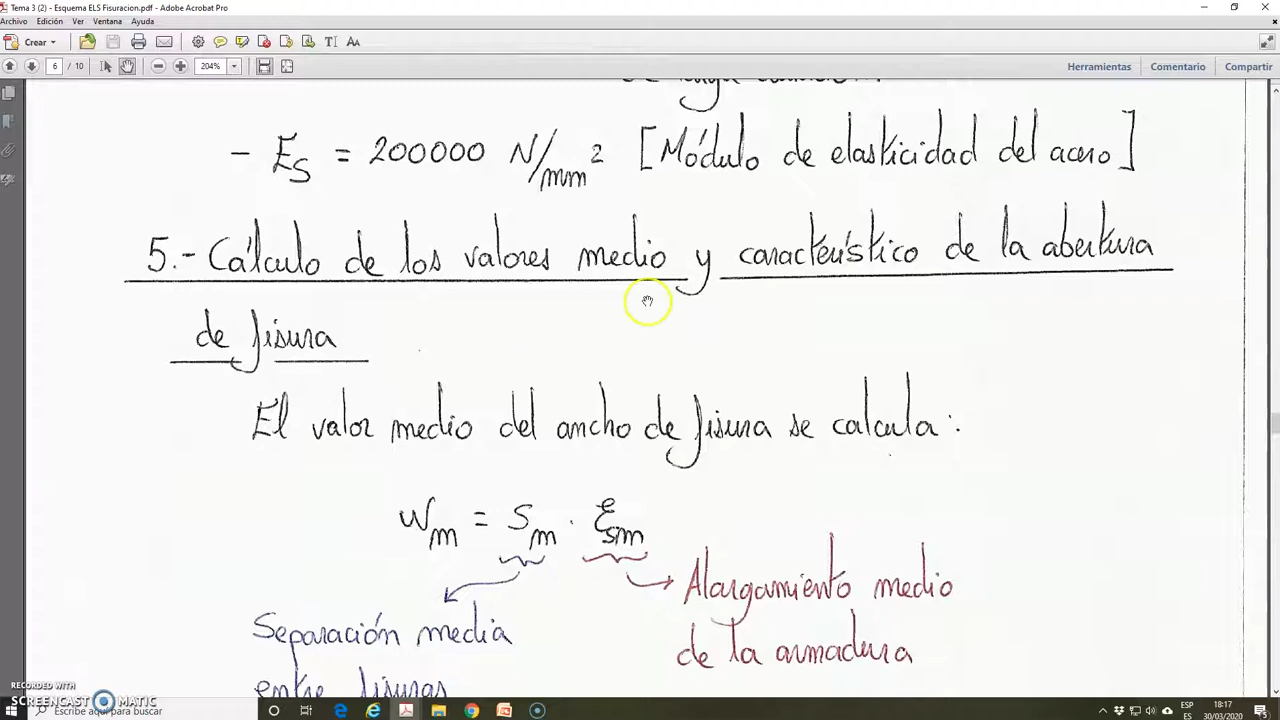 Tema 3 (2) - Esquema ELS Fisuracion.pdf - Adobe Acrobat Pro
Archivo Edición Ver Ventana Ayuda
Crear
6 / 10 204% Herramientas Comentario Compartir
- Es = 200000 N/mm² [Módulo de elasticidad del acero]
5.- Cálculo de los valores medio y característico de la abertura
de fisura
El valor medio del ancho de fisura se calcula:
Wm = Sm · εsm
Alargamiento medio
de la armadura
Separación media
entre fisuras
RECORDED WITH
SCREENCAST MATIC
Escribe aquí para buscar
ESP 18:17
ES 30/03/2020